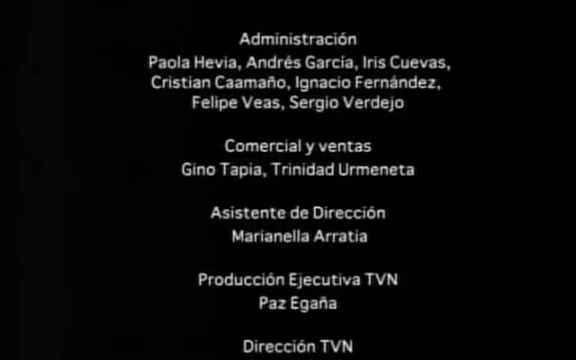 Administración
Paola Hevia, Andrés García, Iris Cuevas,
Cristian Caamaño, Ignacio Fernández,
Felipe Veas, Sergio Verdejo
Comercial y ventas
Gino Tapia, Trinidad Urmeneta
Asistente de Dirección
Marianella Arratia
Producción Ejecutiva TVN
Paz Egaña
Dirección TVN